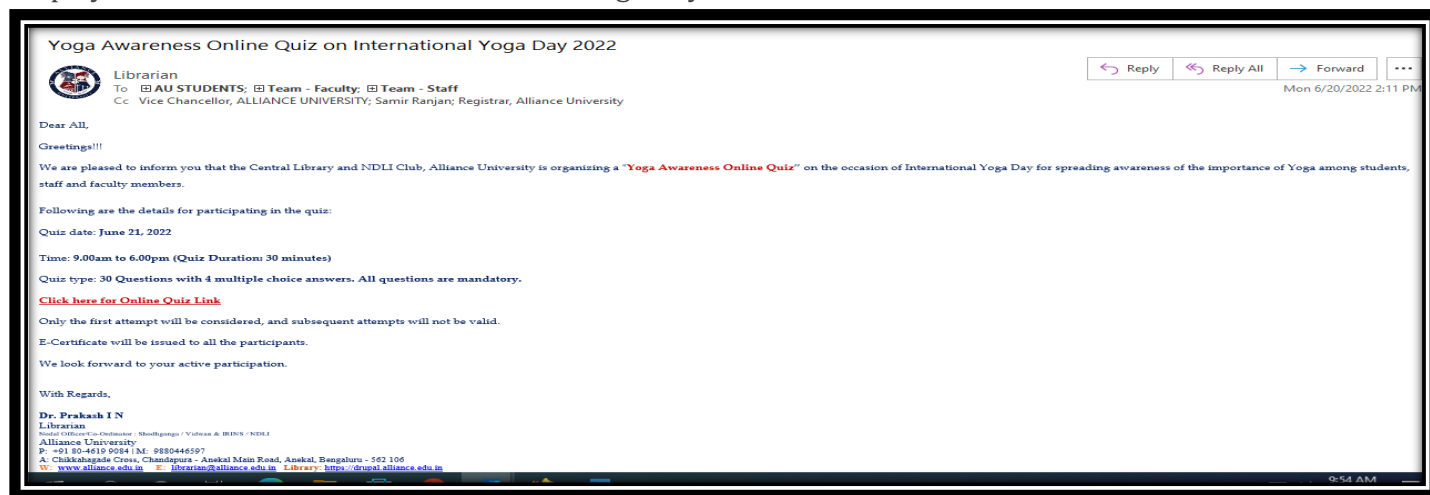 Yoga Awareness Online Quiz on International Yoga Day 2022
Librarian
To AU STUDENTS; Team - Faculty; Team - Staff
Cc Vice Chancellor, ALLIANCE UNIVERSITY; Samir Ranjan; Registrar, Alliance University
Reply Reply All Forward ...
Mon 6/20/2022 2:11 PM
Dear All,
Greetings!!!
We are pleased to inform you that the Central Library and NDLI Club, Alliance University is organizing a "Yoga Awareness Online Quiz" on the occasion of International Yoga Day for spreading awareness of the importance of Yoga among students,
staff and faculty members.
Following are the details for participating in the quiz:
Quiz date: June 21, 2022
Time: 9.00am to 6.00pm (Quiz Duration: 30 minutes)
Quiz type: 30 Questions with 4 multiple choice answers. All questions are mandatory.
Click here for Online Quiz Link
Only the first attempt will be considered, and subsequent attempts will not be valid.
E-Certificate will be issued to all the participants.
We look forward to your active participation.
With Regards,
Dr. Prakash I N
Librarian
Nodal Officer/Co-Ordinator : Shodhganga / Vidwan & IRINS / NDLI
Alliance University
P: +91 80-4619 9084 | M: 9880446597
A: Chikkahagade Cross, Chandapura - Anekal Main Road, Anekal, Bengaluru - 562 106
W: www.alliance.edu.in E: librarian@alliance.edu.in Library: https://drupal.alliance.edu.in
9:54 AM